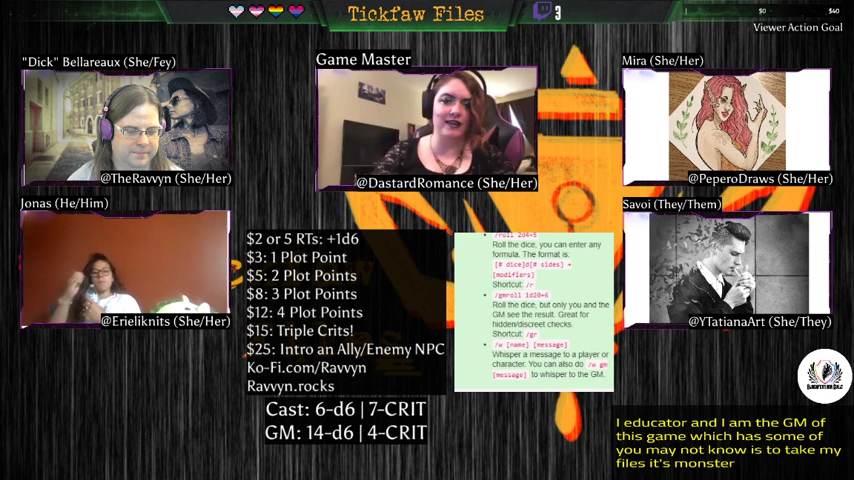 Tickfaw Files
3
$0
$40
Viewer Action Goal
"Dick" Bellareaux (She/Fey)
@TheRavvyn (She/Her)
Game Master
@DastardRomance (She/Her)
Mira (She/Her)
@PeperoDraws (She/Her)
Jonas (He/Him)
@Erieliknits (She/Her)
$2 or 5 RTs: +1d6
$3: 1 Plot Point
$5: 2 Plot Points
$8: 3 Plot Points
$12: 4 Plot Points
$15: Triple Crits!
$25: Intro an Ally/Enemy NPC
Ko-Fi.com/Ravvyn
Ravvyn.rocks
Cast: 6-d6 | 7-CRIT
GM: 14-d6 | 4-CRIT
/roll 2d4+5
Roll the dice, you can enter any
formula. The format is:
[# dice]d[# sides] +
[modifiers]
Shortcut: /r
/gmroll 1d20+6
Roll the dice, but only you and the
GM see the result. Great for
hidden/discreet checks.
Shortcut: /gr
/w [name] [message]
Whisper a message to a player or
character. You can also do /w gm
[message] to whisper to the GM.
Savoi (They/Them)
@YTatianaArt (She/They)
I educator and I am the GM of
this game which has some of
you may not know is to take my
files it's monster